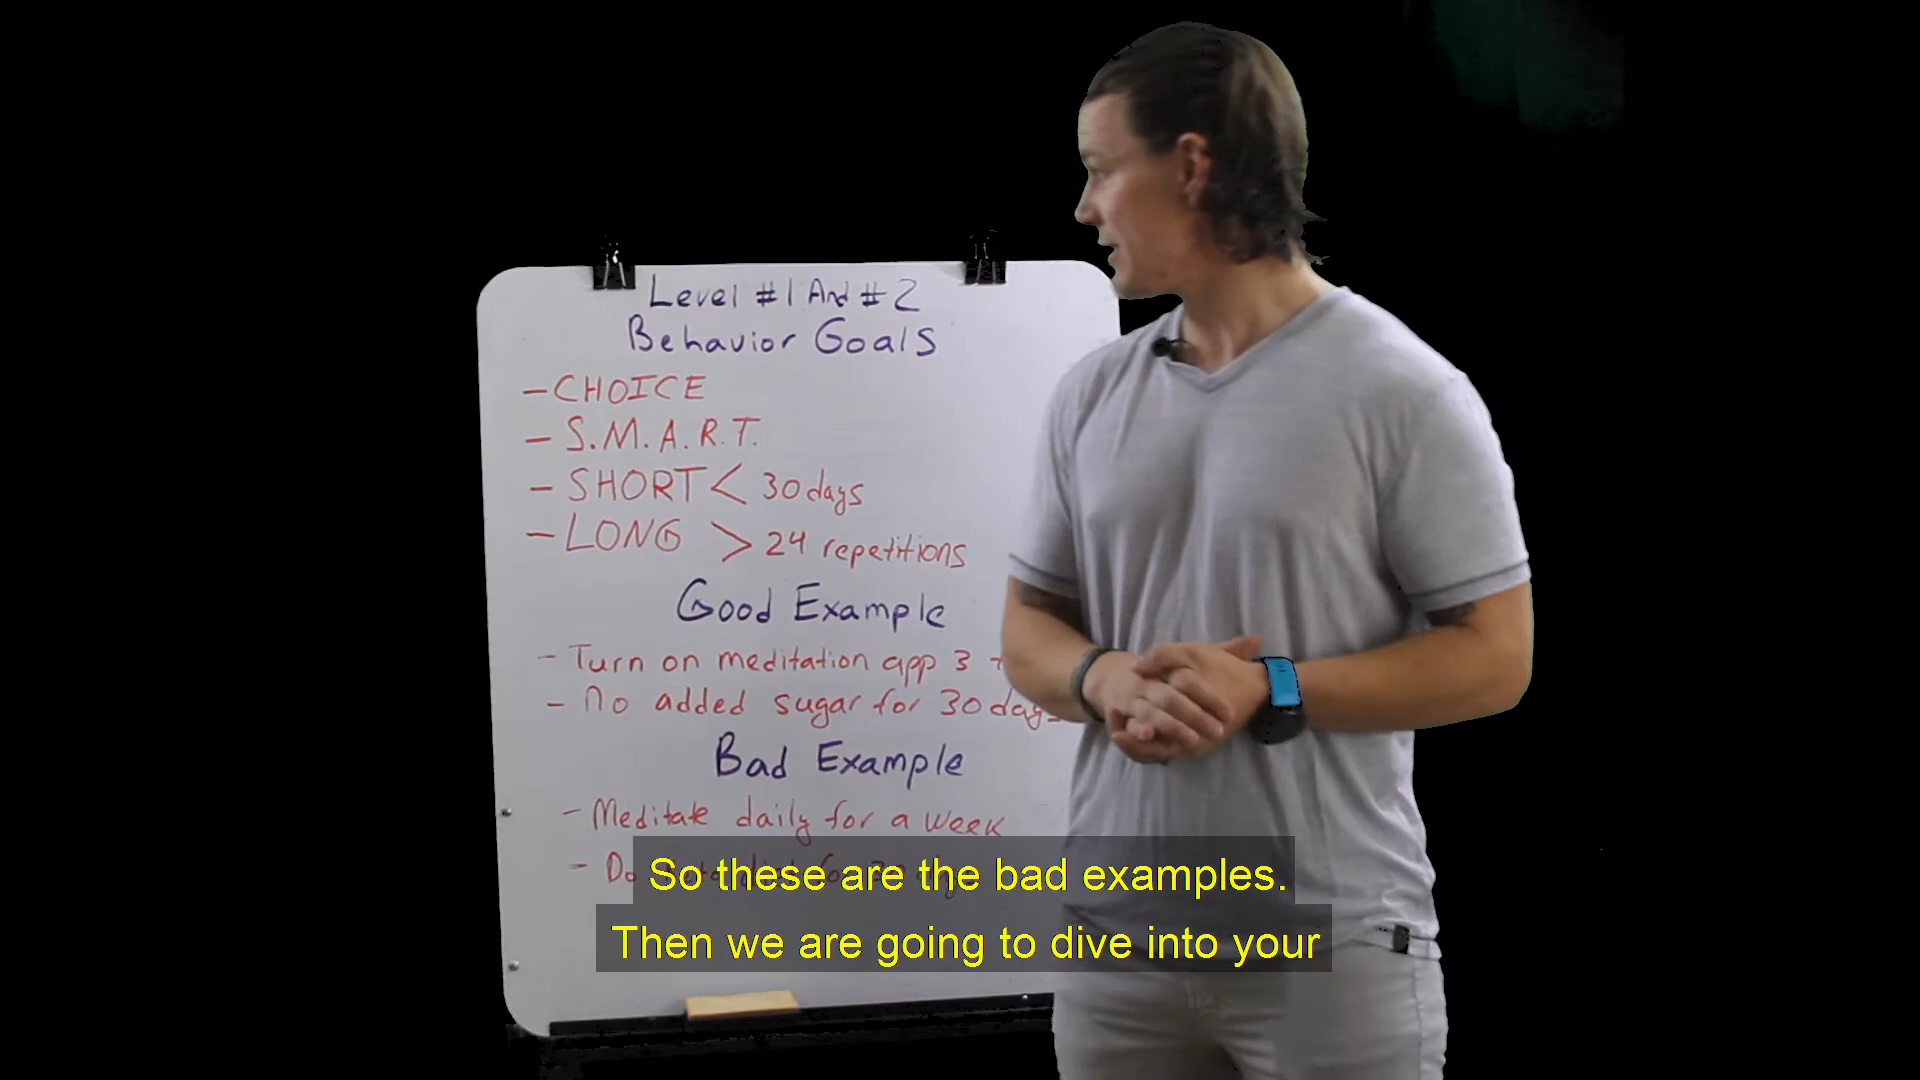 Level #1 And #2
Behavior Goals
- CHOICE
- S.M.A.R.T.
- SHORT < 30 days
- LONG > 24 repetitions
Good Example
- Turn on meditation app 3
- No added sugar for 30 days
Bad Example
- Meditate daily for a week
- Do
So these are the bad examples.
Then we are going to dive into your